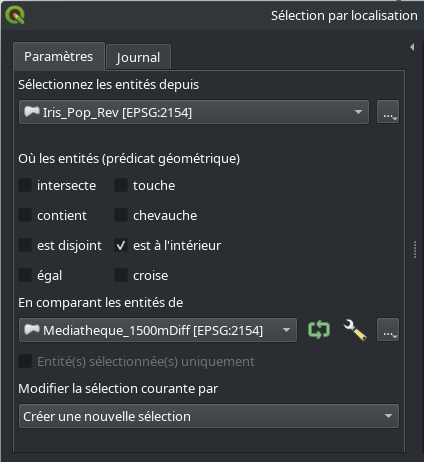 Sélection par localisation
Paramètres Journal
Sélectionnez les entités depuis
Iris_Pop_Rev [EPSG:2154] ...
Où les entités (prédicat géométrique)
intersecte touche
contient chevauche
est disjoint est à l'intérieur
égal croise
En comparant les entités de
Mediatheque_1500mDiff [EPSG:2154] ...
Entité(s) sélectionnée(s) uniquement
Modifier la sélection courante par
Créer une nouvelle sélection